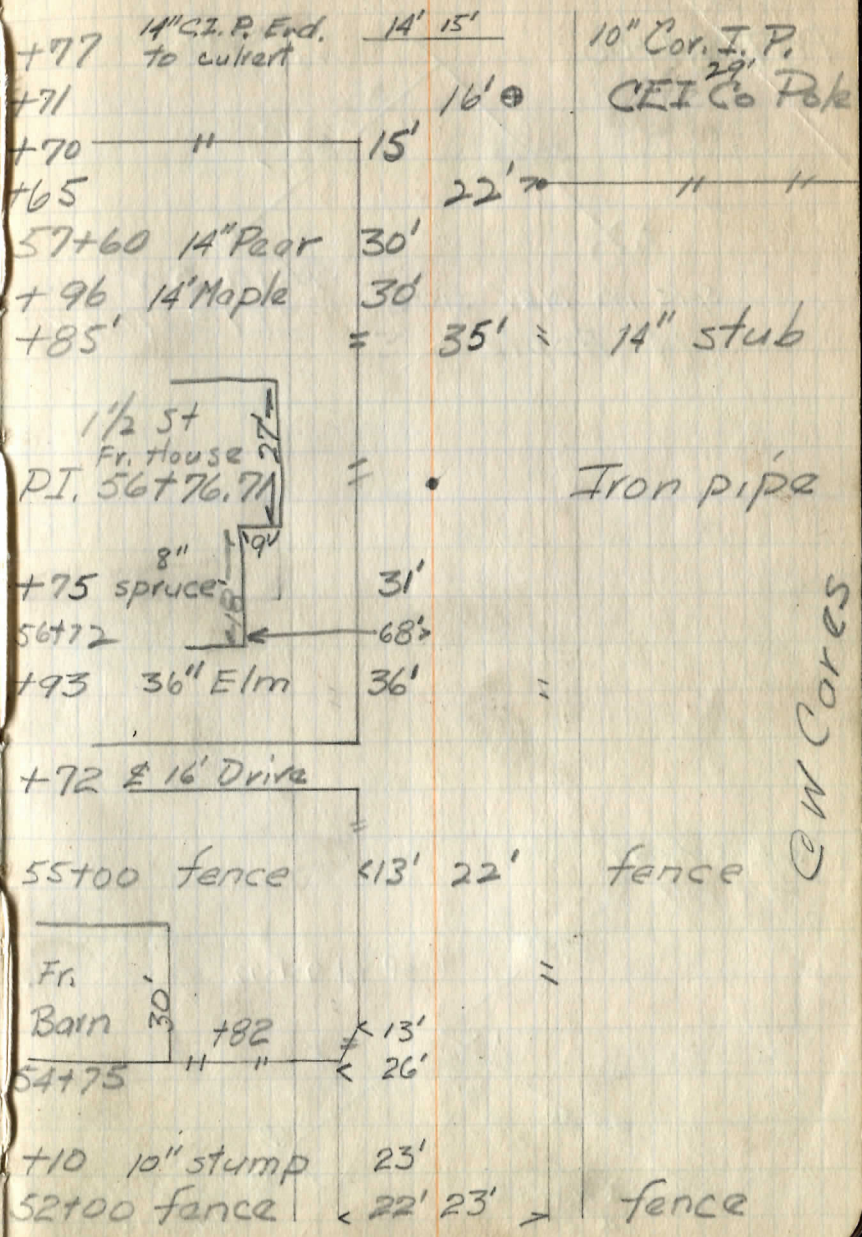 +77 14" C.I.P. End. 14' 15' 10" Cor. I. P.
to culvert 29'
+71 16' CEI Co Pole
+70 15'
+65 22'
57+60 14" Pear 30'
+96 14' Maple 30'
+85' 35' 14" stub
1 1/2 St
Fr. House 27'
P.I. 56+76.71 Iron pipe
9'
8"
+75 spruce 18' 31'
56+72 68'
+93 36" Elm 36'
+72 ℄ 16' Drive
C W Cores
55+00 fence 13' 22' fence
Fr.
Barn 30' +82 13'
26'
54+75
+10 10" stump 23'
52+00 fence 22' 23' fence